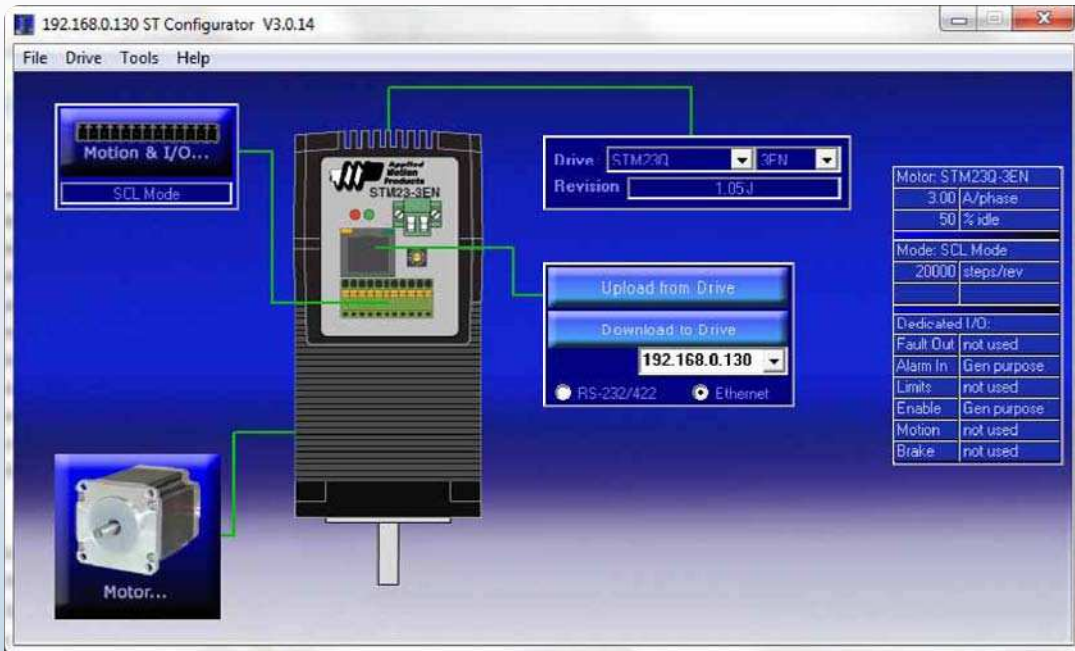 192.168.0.130 ST Configurator V3.0.14
File Drive Tools Help
Motion & I/O...
SCL Mode
Applied
Motion
Products
STM23-3EN
Drive STM23Q 3EN
Revision 1.05J
Upload from Drive
Download to Drive
192.168.0.130
RS-232/422 Ethernet
Motor: STM23Q-3EN
3.00 A/phase
50 % idle
Mode: SCL Mode
20000 steps/rev
Dedicated I/O:
Fault Out not used
Alarm In Gen purpose
Limits not used
Enable Gen purpose
Motion not used
Brake not used
Motor...